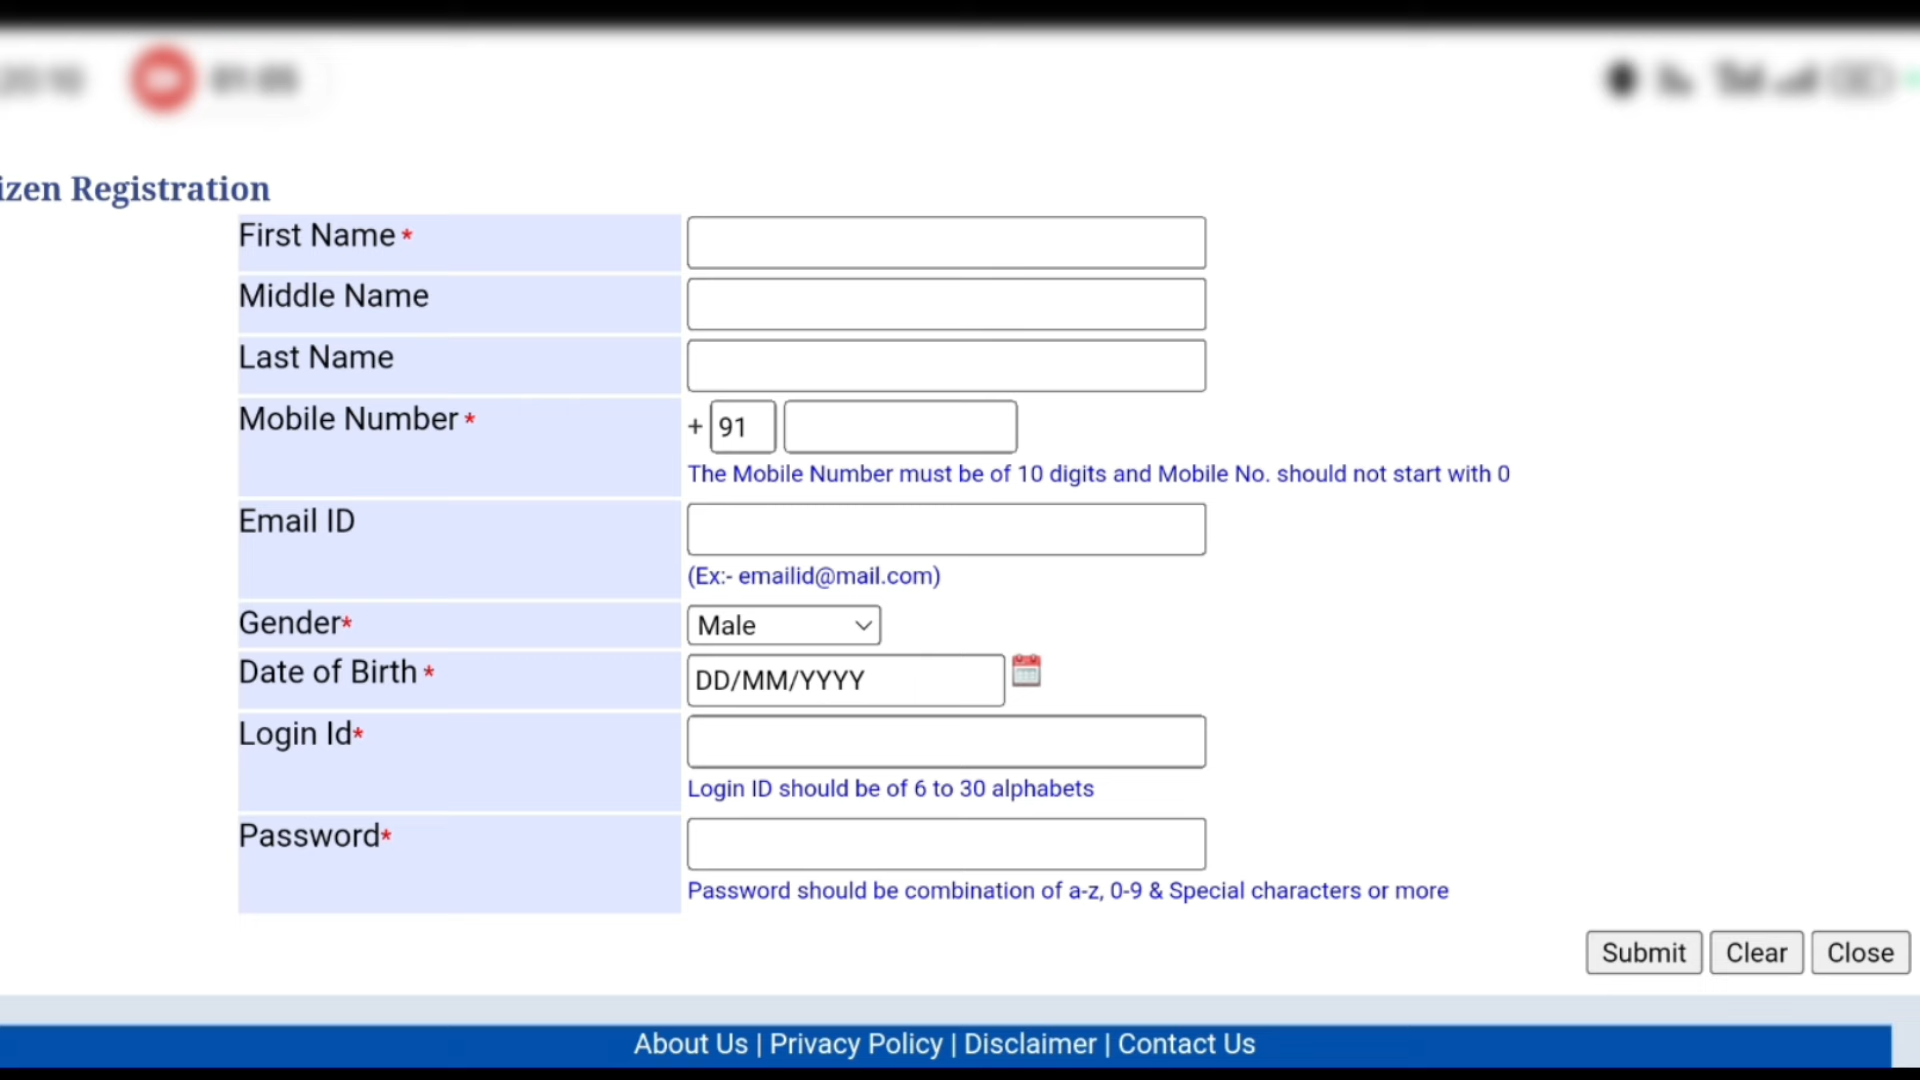 izen Registration
First Name *
Middle Name
Last Name
Mobile Number *
+ 91
The Mobile Number must be of 10 digits and Mobile No. should not start with 0
Email ID
(Ex:- emailid@mail.com)
Gender*
Male
Date of Birth *
DD/MM/YYYY
Login Id*
Login ID should be of 6 to 30 alphabets
Password*
Password should be combination of a-z, 0-9 & Special characters or more
Submit Clear Close
About Us | Privacy Policy | Disclaimer | Contact Us